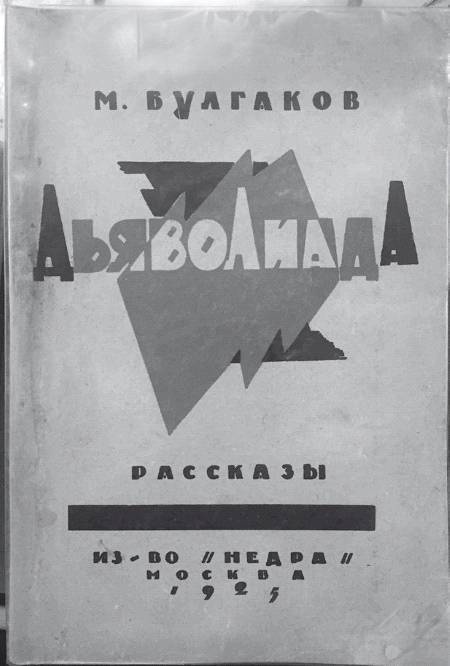 М. БУЛГАКОВ
ДЬЯВОЛИАДА
РАССКАЗЫ
ИЗ-ВО "НЕДРА"
МОСКВА
1925